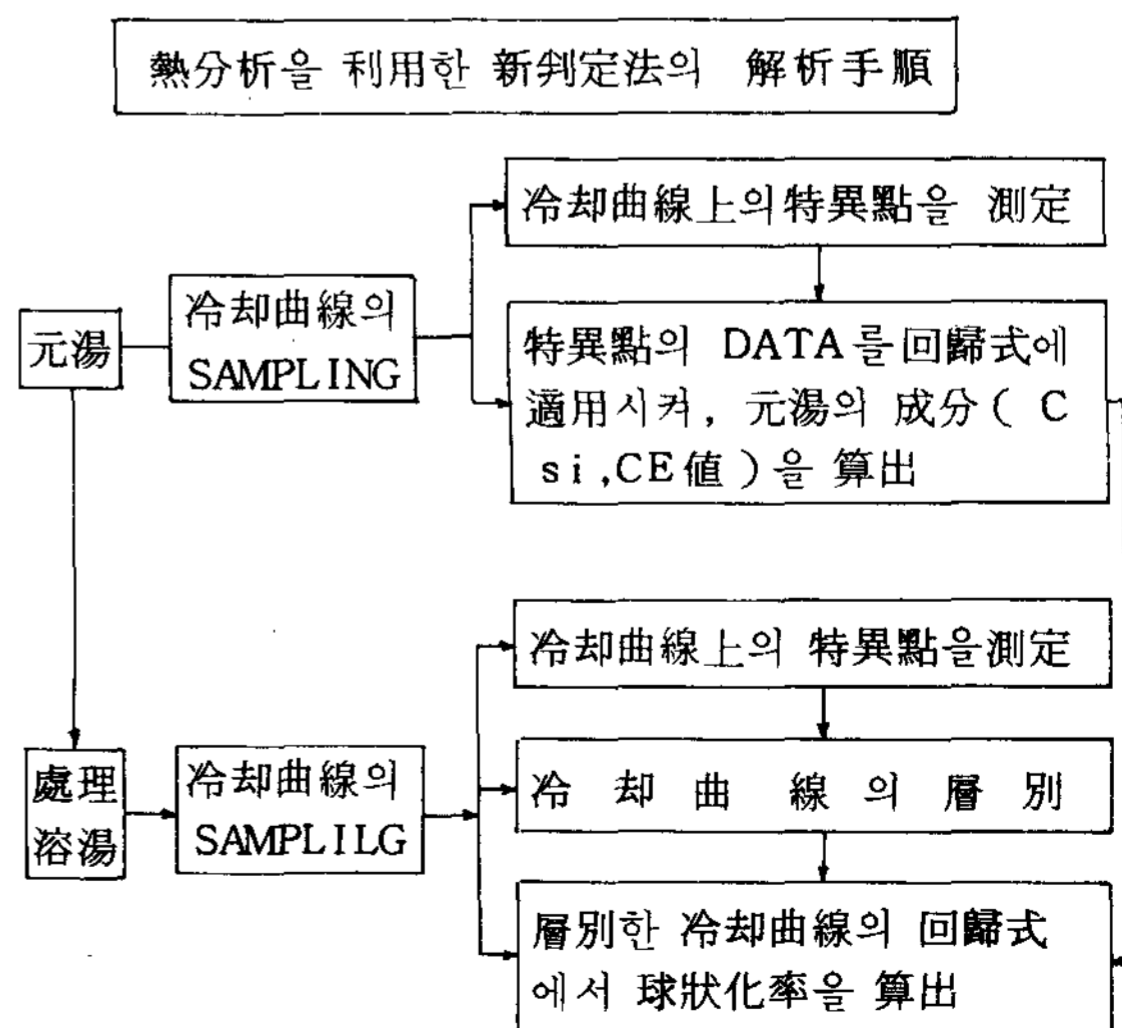 熱分析을 利用한 新判定法의 解析手順
冷却曲線上의特異點을 測定
元湯
冷却曲線의
SAMPLING
特異點의 DATA를回歸式에
適用시켜, 元湯의 成分( C
si,CE値)을 算出
冷却曲線上의 特異點을測定
處理
溶湯
冷却曲線의
SAMPLILG
冷却曲線의層別
層別한 冷却曲線의 回歸式
에서 球狀化率을 算出